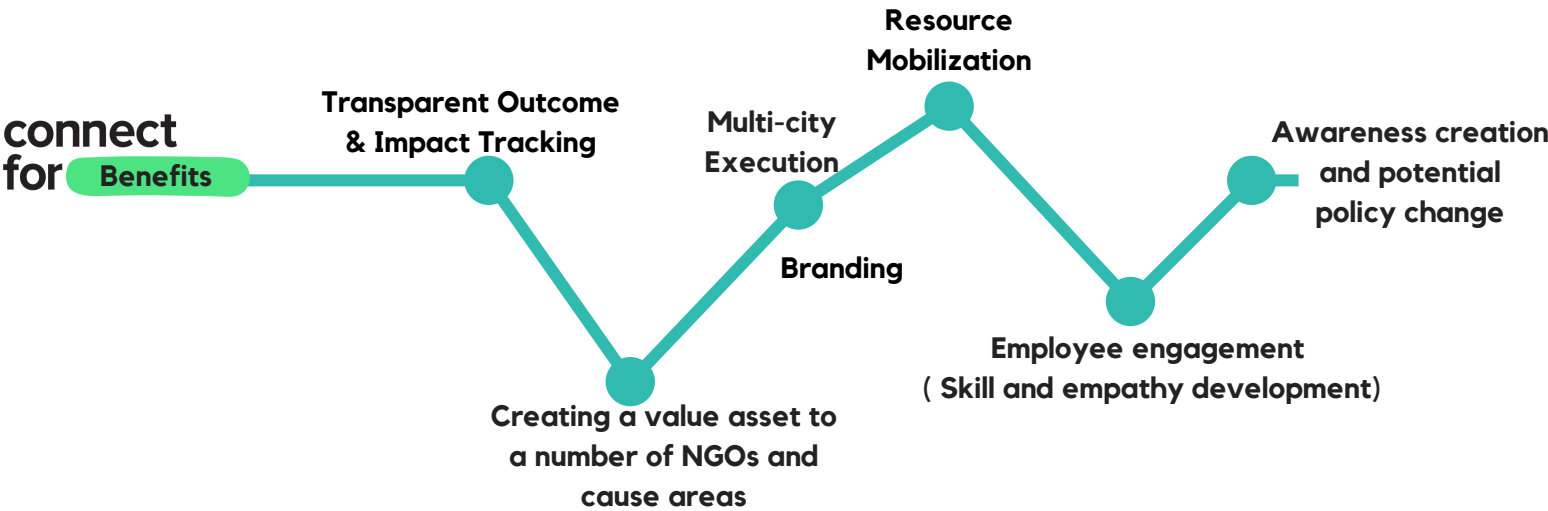 connect
for Benefits
Transparent Outcome
& Impact Tracking
Creating a value asset to
a number of NGOs and
cause areas
Multi-city
Execution
Branding
Resource
Mobilization
Employee engagement
( Skill and empathy development)
Awareness creation
and potential
policy change